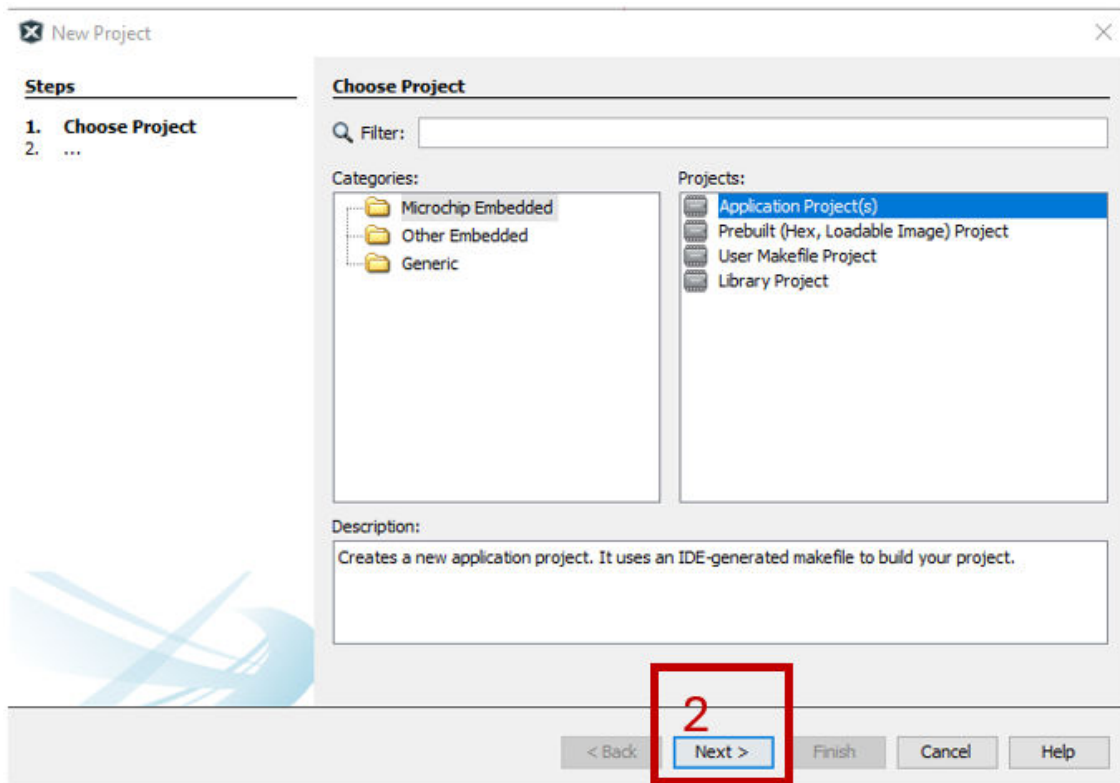 New Project
Steps
1. Choose Project
2. ...
Choose Project
Filter:
Categories:
Microchip Embedded
Other Embedded
Generic
Projects:
Application Project(s)
Prebuilt (Hex, Loadable Image) Project
User Makefile Project
Library Project
Description:
Creates a new application project. It uses an IDE-generated makefile to build your project.
2
< Back
Next >
Finish
Cancel
Help